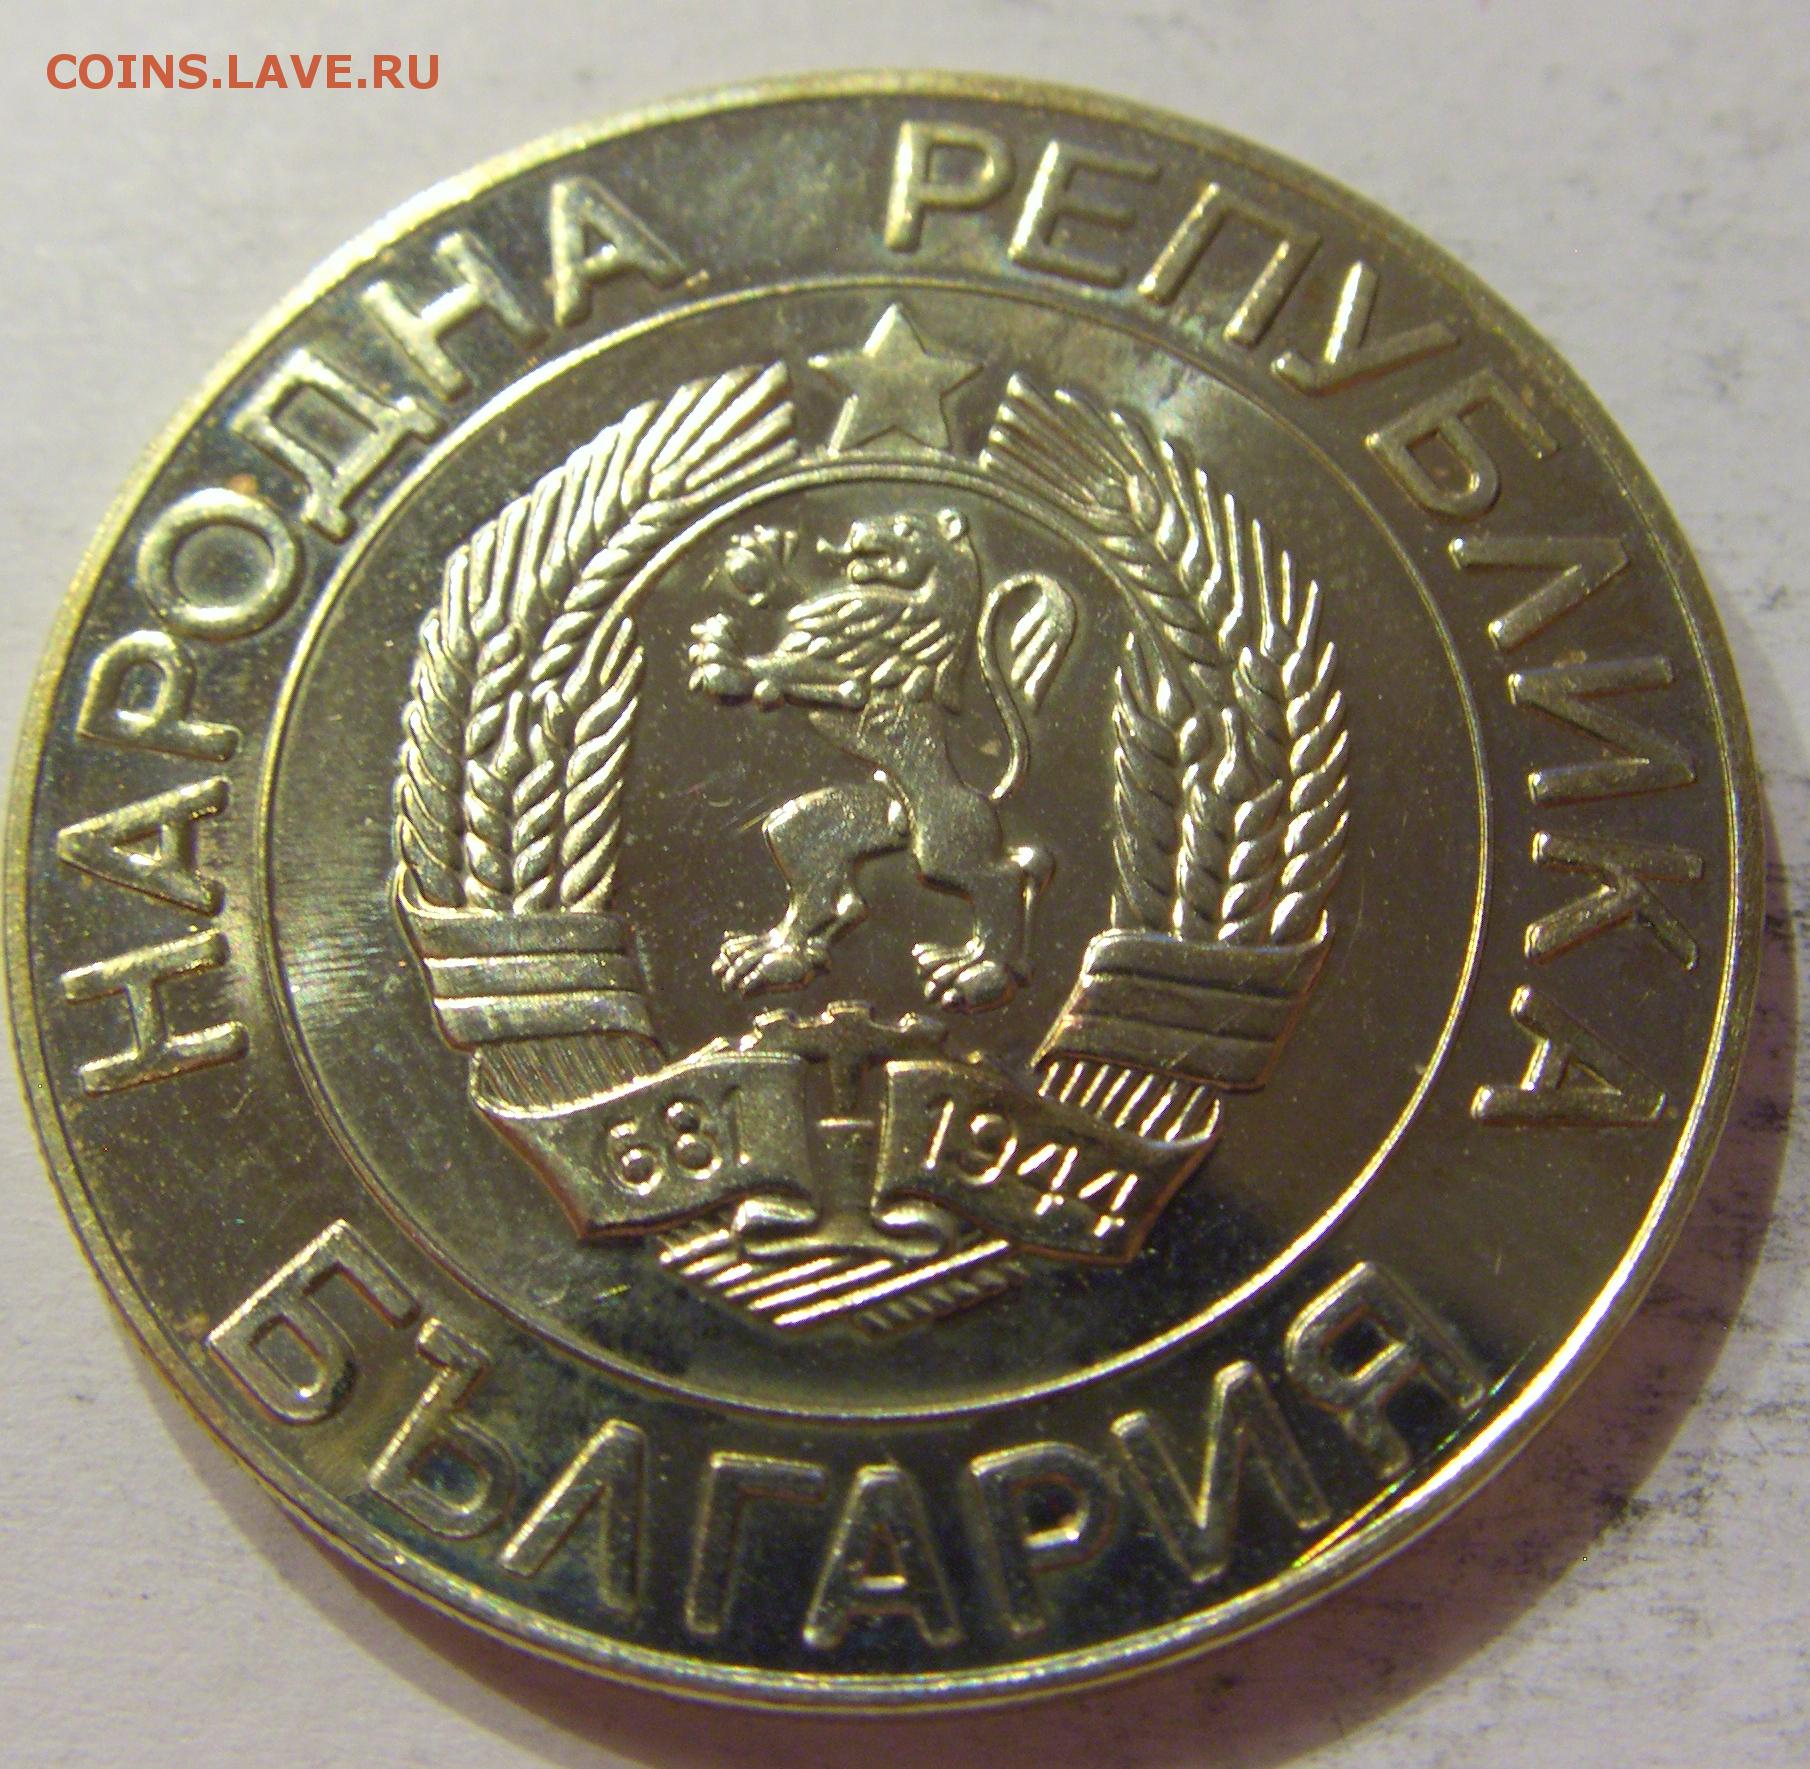 COINS.LAVE.RU
НАРОДНА РЕПУБЛИКА
681 1944
БЪЛГАРИЯ